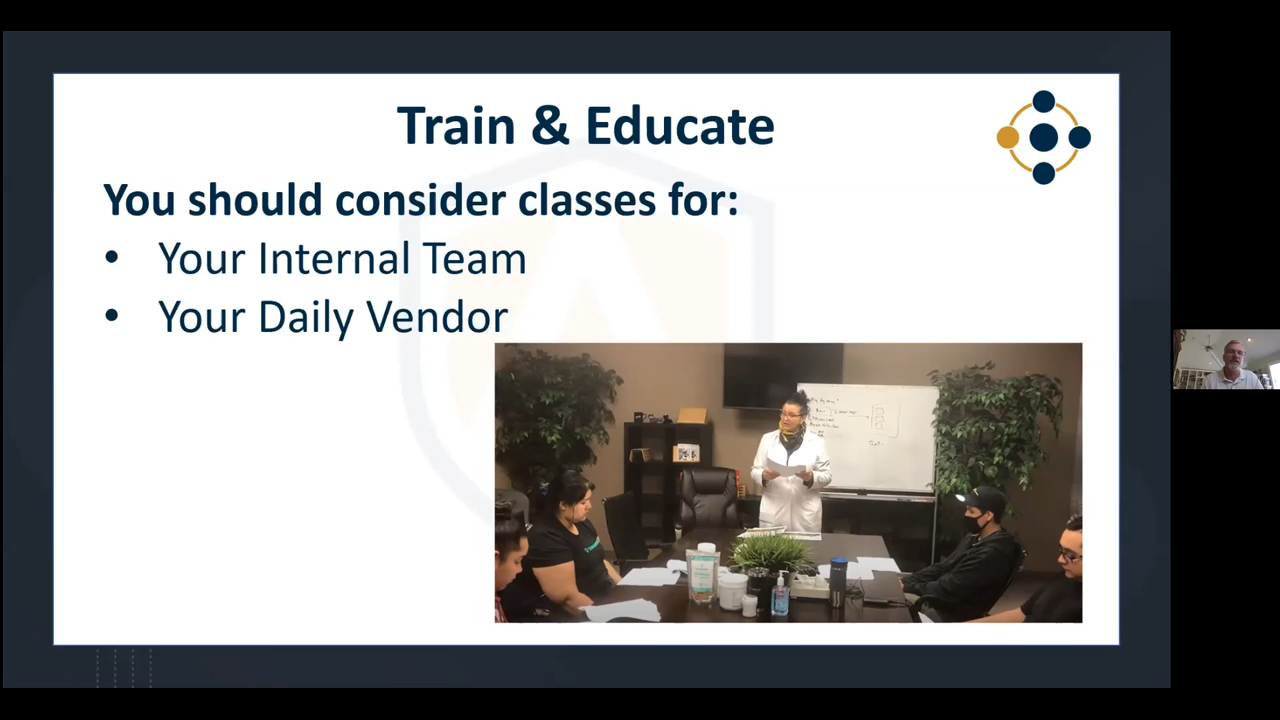 Train & Educate
You should consider classes for:
• Your Internal Team
• Your Daily Vendor